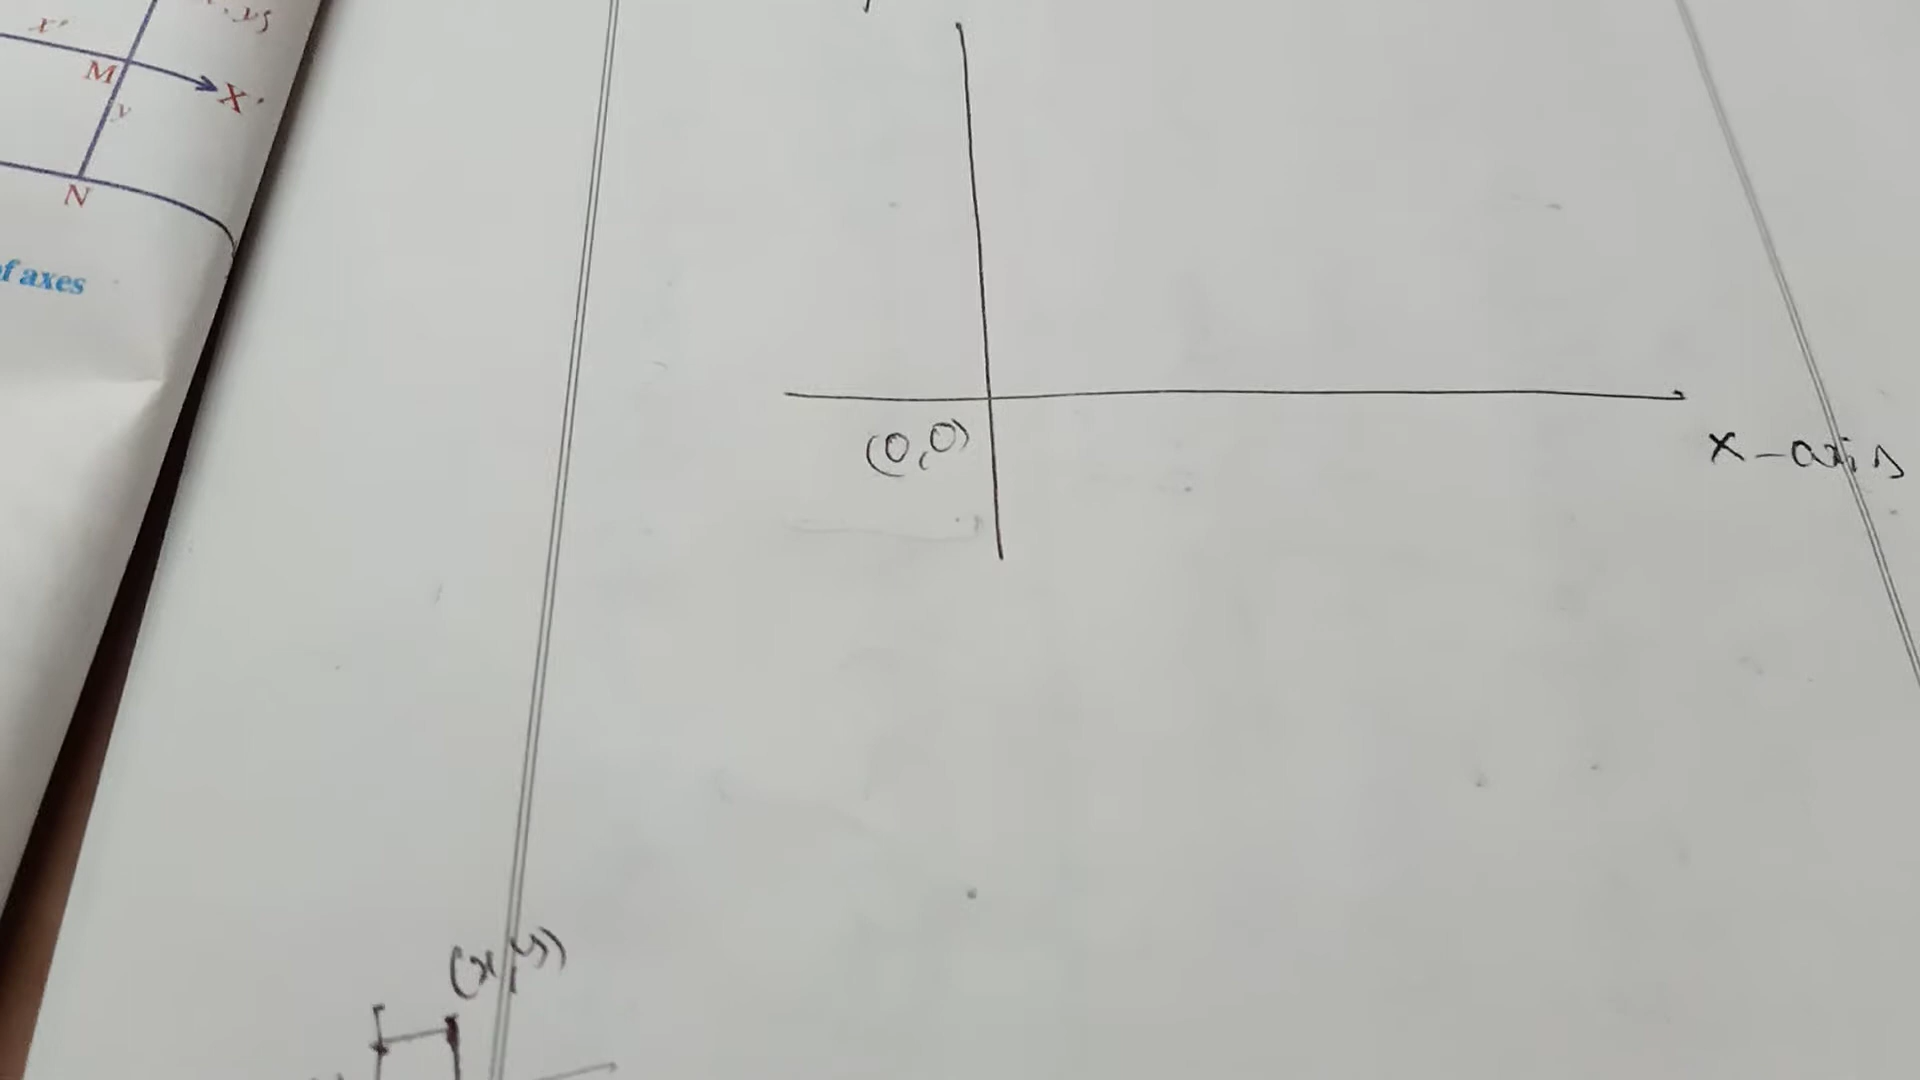 x'
M
X'
y
N
f axes
(0,0)
X-axis
(x,y)